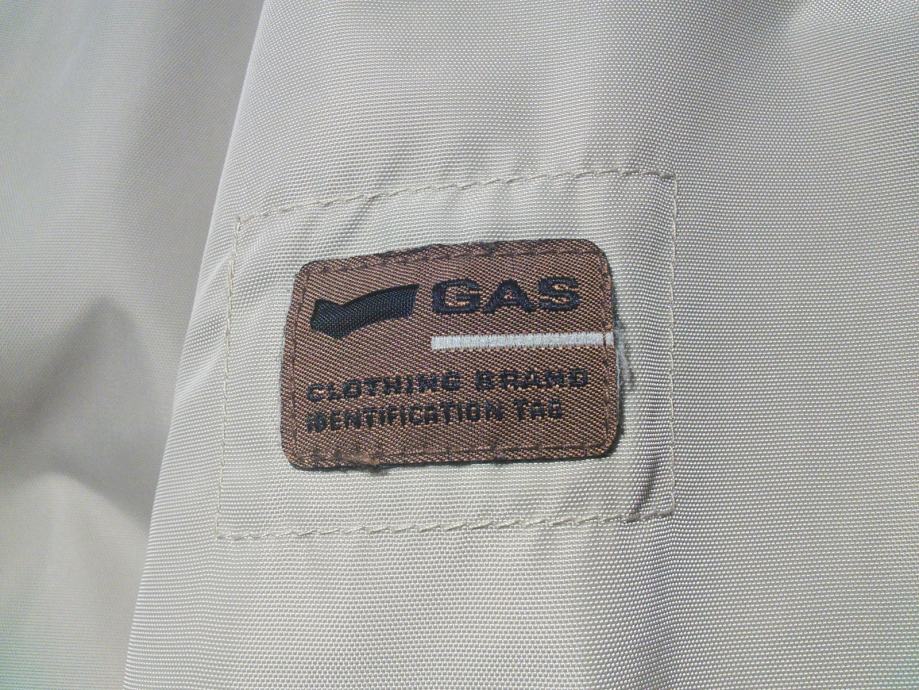 GAS
CLOTHING BRAND
IDENTIFICATION TAG